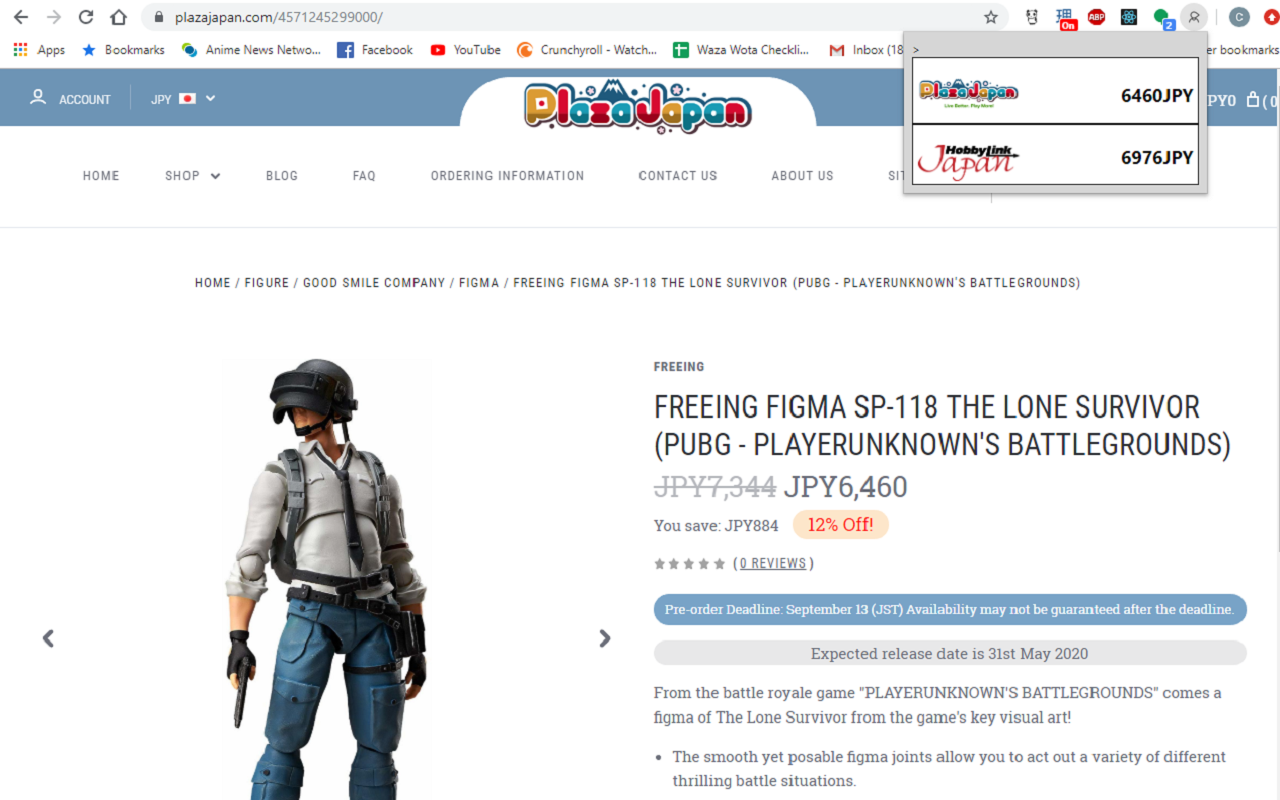 plazajapan.com/4571245299000/
理
On
ABP
2
C
Apps
Bookmarks
Anime News Netwo...
Facebook
YouTube
Crunchyroll - Watch...
Waza Wota Checkli...
Inbox (18
er bookmarks
>
PlazaJapan
Live Better. Play More!
6460JPY
HobbyLink
Japan
6976JPY
ACCOUNT
JPY
PlazaJapan
PY0
(0
HOME
SHOP
BLOG
FAQ
ORDERING INFORMATION
CONTACT US
ABOUT US
SIT
HOME / FIGURE / GOOD SMILE COMPANY / FIGMA / FREEING FIGMA SP-118 THE LONE SURVIVOR (PUBG - PLAYERUNKNOWN'S BATTLEGROUNDS)
FREEING
FREEING FIGMA SP-118 THE LONE SURVIVOR
(PUBG - PLAYERUNKNOWN'S BATTLEGROUNDS)
JPY7,344 JPY6,460
You save: JPY884 12% Off!
(0 REVIEWS)
Pre-order Deadline: September 13 (JST) Availability may not be guaranteed after the deadline.
Expected release date is 31st May 2020
From the battle royale game "PLAYERUNKNOWN'S BATTLEGROUNDS" comes a
figma of The Lone Survivor from the game's key visual art!
• The smooth yet posable figma joints allow you to act out a variety of different
thrilling battle situations.